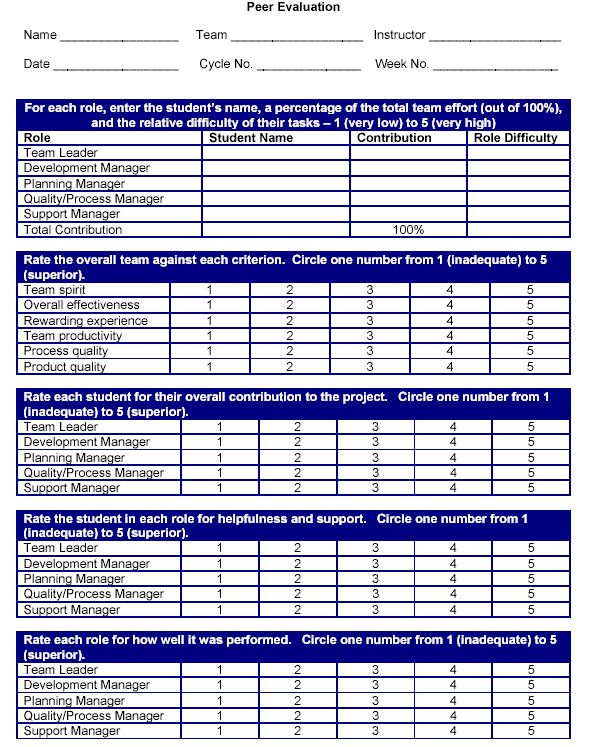 Peer Evaluation
Name __________________ Team ____________________ Instructor ____________________
Date ___________________ Cycle No. ________________ Week No. ___________________
For each role, enter the student's name, a percentage of the total team effort (out of 100%),
and the relative difficulty of their tasks – 1 (very low) to 5 (very high)
Role Student Name Contribution Role Difficulty
Team Leader
Development Manager
Planning Manager
Quality/Process Manager
Support Manager
Total Contribution 100%
Rate the overall team against each criterion. Circle one number from 1 (inadequate) to 5
(superior).
Team spirit 1 2 3 4 5
Overall effectiveness 1 2 3 4 5
Rewarding experience 1 2 3 4 5
Team productivity 1 2 3 4 5
Process quality 1 2 3 4 5
Product quality 1 2 3 4 5
Rate each student for their overall contribution to the project. Circle one number from 1
(inadequate) to 5 (superior).
Team Leader 1 2 3 4 5
Development Manager 1 2 3 4 5
Planning Manager 1 2 3 4 5
Quality/Process Manager 1 2 3 4 5
Support Manager 1 2 3 4 5
Rate the student in each role for helpfulness and support. Circle one number from 1
(inadequate) to 5 (superior).
Team Leader 1 2 3 4 5
Development Manager 1 2 3 4 5
Planning Manager 1 2 3 4 5
Quality/Process Manager 1 2 3 4 5
Support Manager 1 2 3 4 5
Rate each role for how well it was performed. Circle one number from 1 (inadequate) to 5
(superior).
Team Leader 1 2 3 4 5
Development Manager 1 2 3 4 5
Planning Manager 1 2 3 4 5
Quality/Process Manager 1 2 3 4 5
Support Manager 1 2 3 4 5